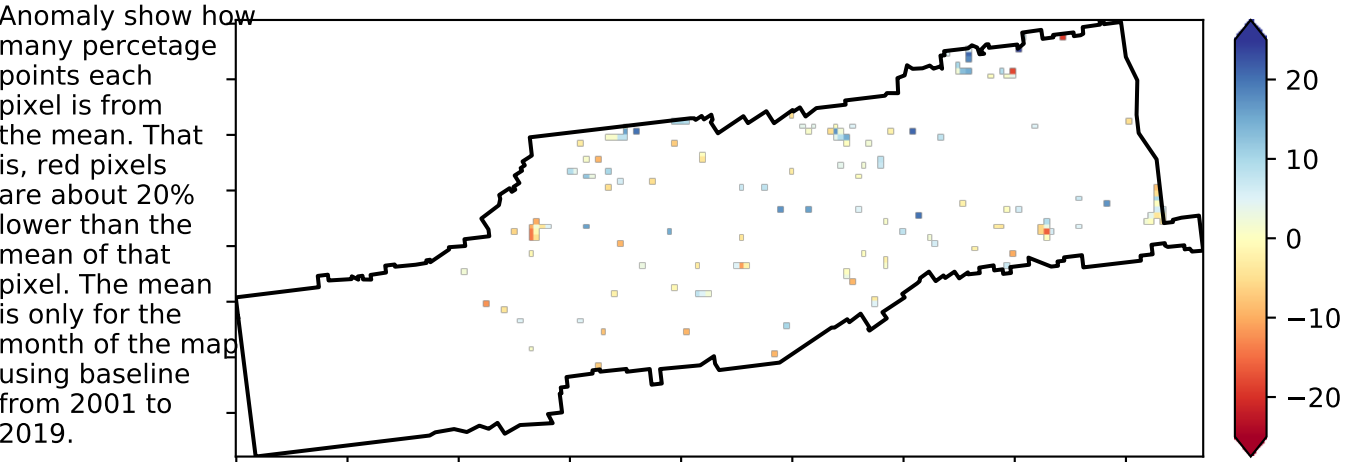 Anomaly show how
many percetage
points each
pixel is from
the mean. That
is, red pixels
are about 20%
lower than the
mean of that
pixel. The mean
is only for the
month of the map
using baseline
from 2001 to
2019.
20
10
0
−10
−20